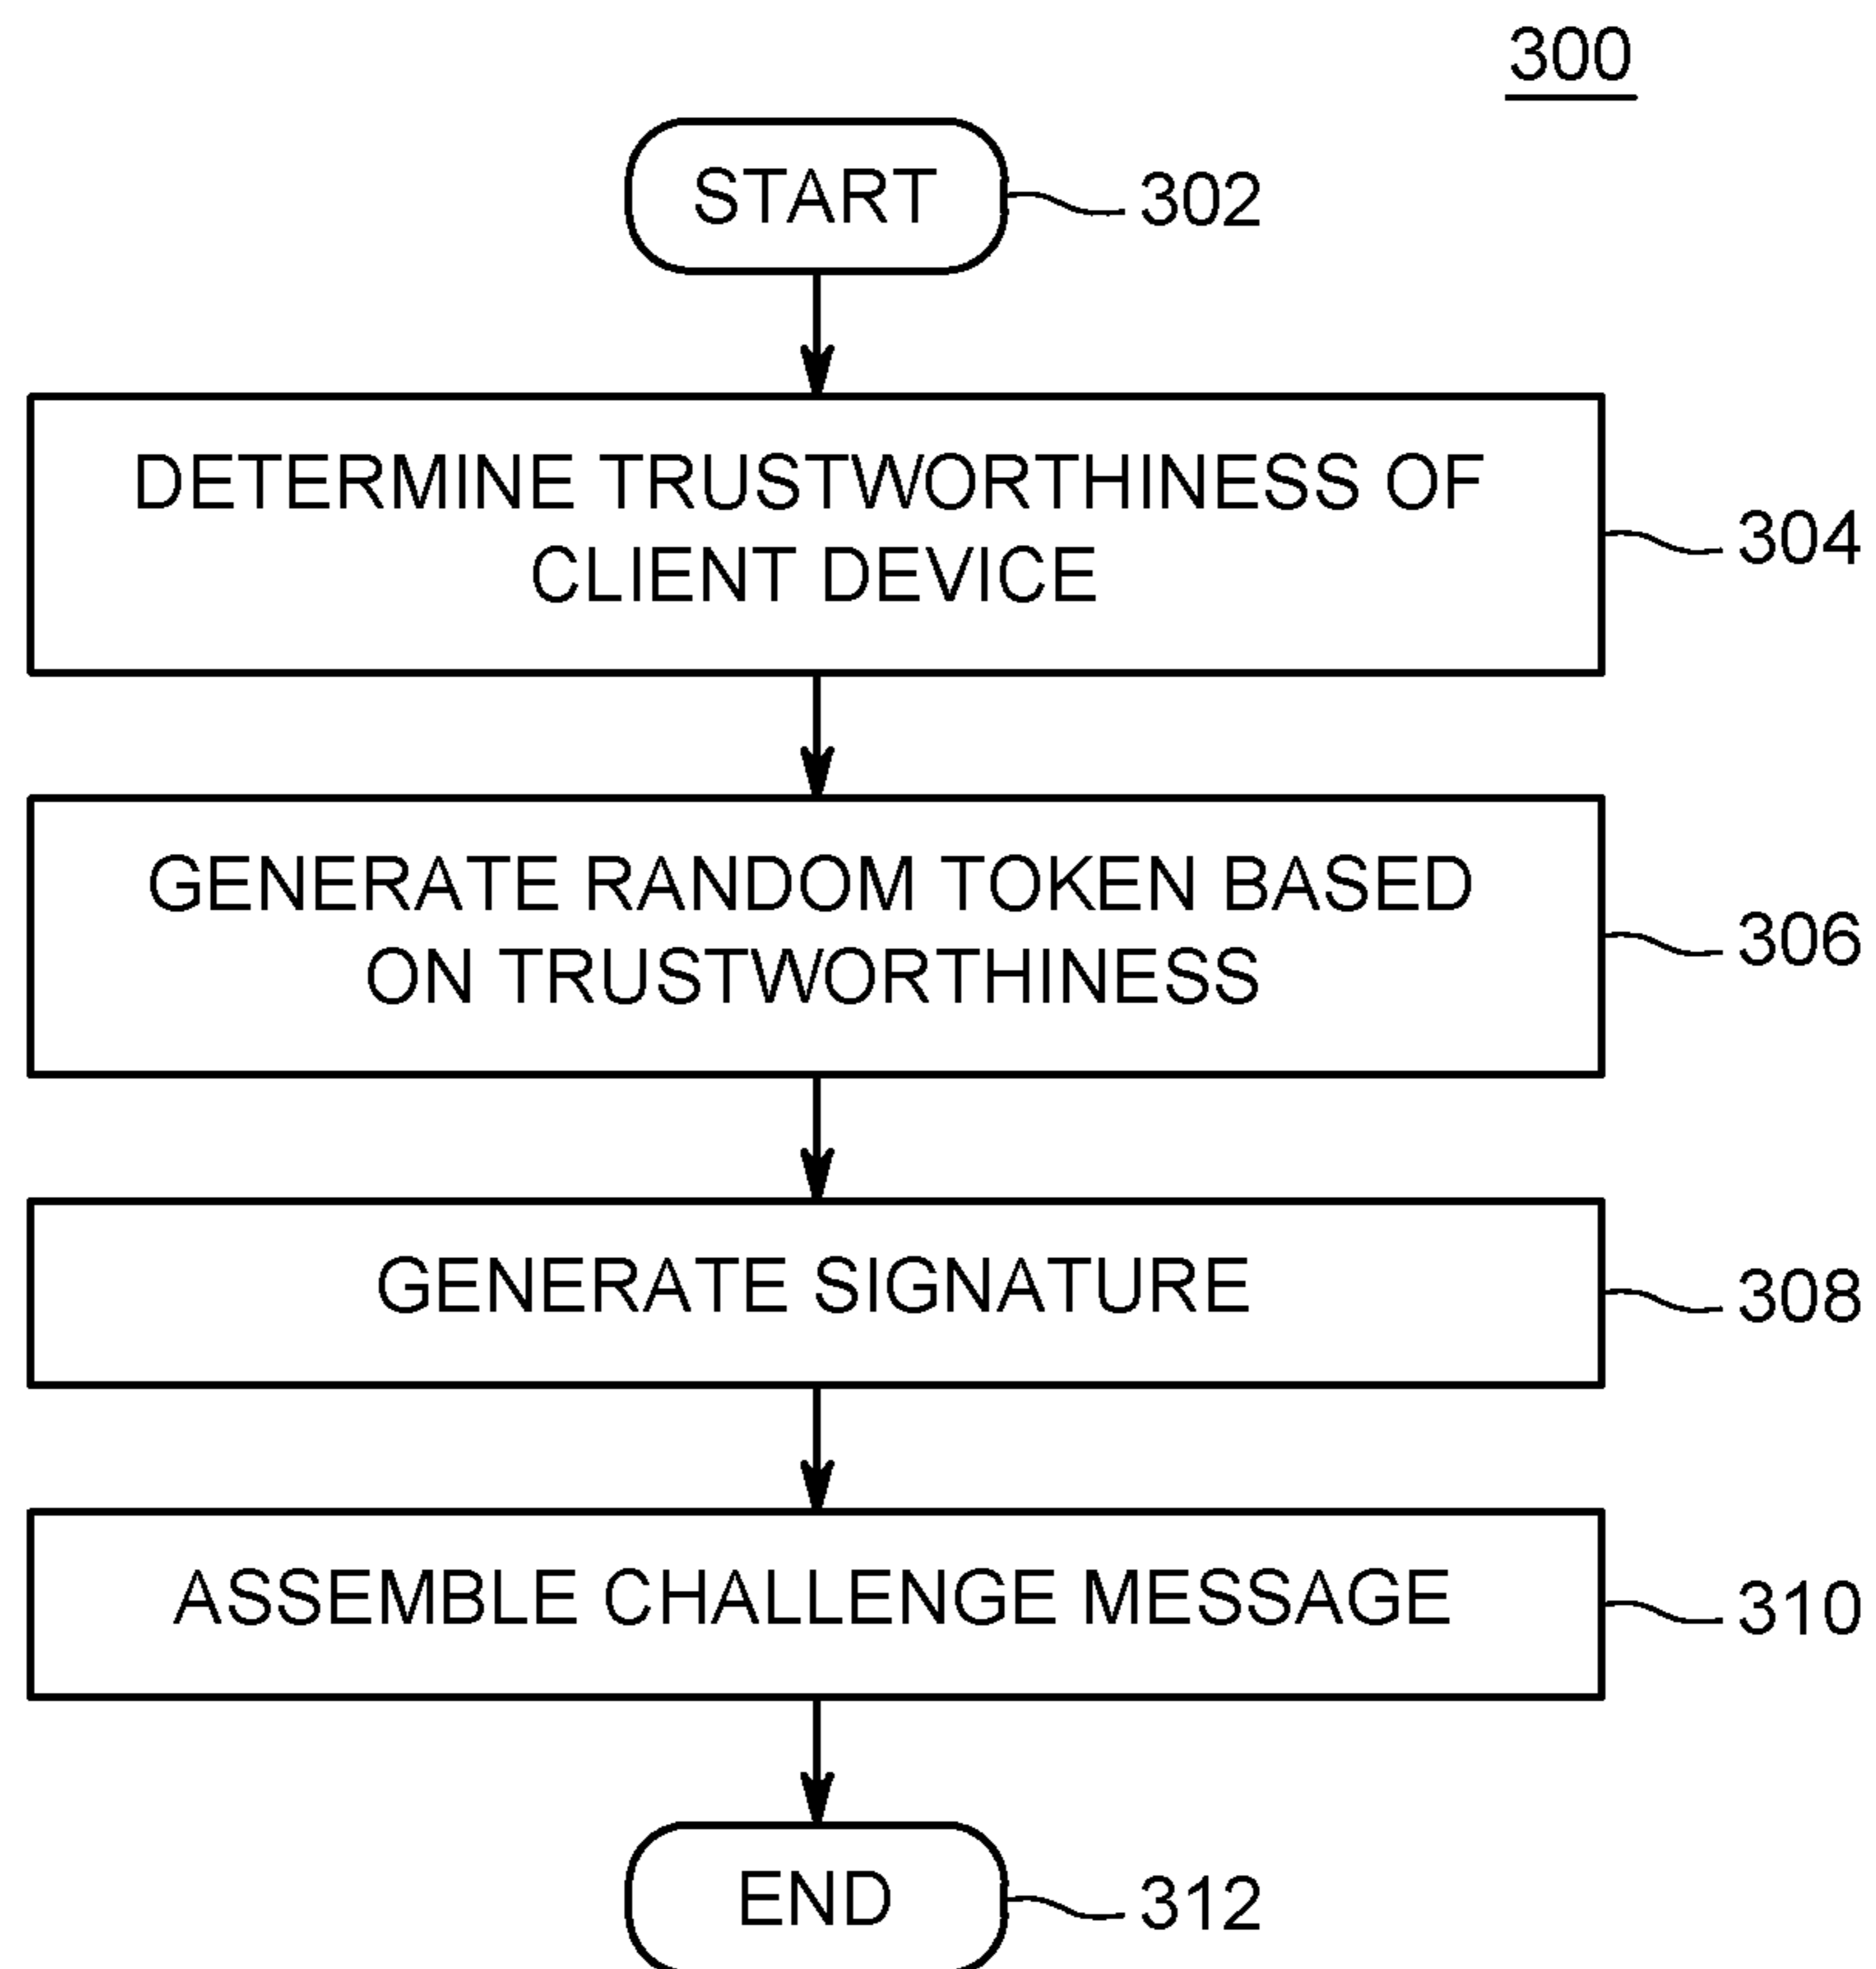 300
START
302
DETERMINE TRUSTWORTHINESS OF
CLIENT DEVICE
304
GENERATE RANDOM TOKEN BASED
ON TRUSTWORTHINESS
306
GENERATE SIGNATURE
308
ASSEMBLE CHALLENGE MESSAGE
310
END
312